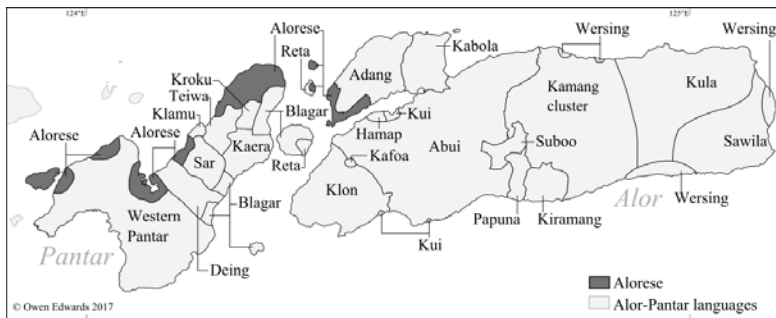 124°E
125°E
Alorese
Reta
Kabola
Wersing
Wersing
Adang
Kroku
Teiwa
Klamu
Blagar
Kui
Kamang
cluster
Kula
Alorese
Alorese
Kaera
Hamap
Abui
Suboo
Sar
Reta
Kafoa
Sawila
Klon
Western
Pantar
Blagar
Papuna
Kiramang
Alor
Wersing
Pantar
Deing
Kui
Alorese
Alor-Pantar languages
© Owen Edwards 2017